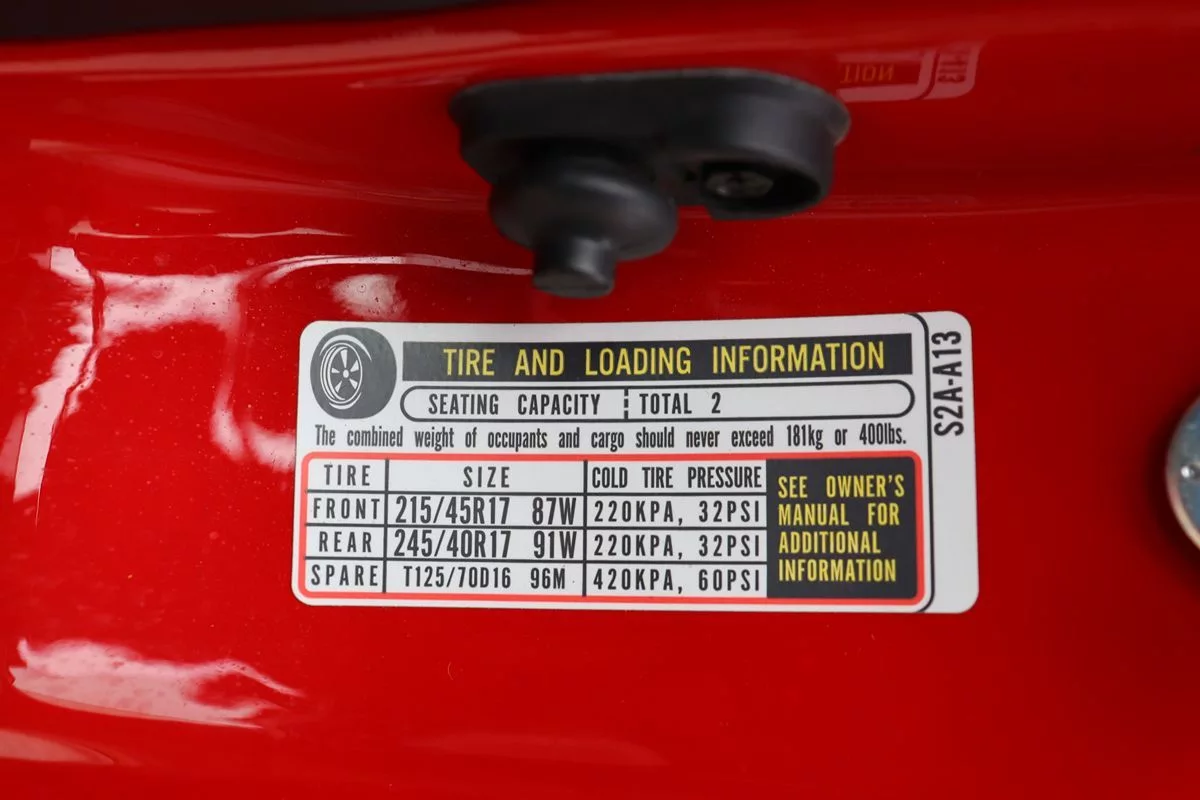 TIRE AND LOADING INFORMATION
SEATING CAPACITY TOTAL 2
The combined weight of occupants and cargo should never exceed 181kg or 400lbs.
TIRE SIZE COLD TIRE PRESSURE
FRONT 215/45R17 87W 220KPA, 32PSI
REAR 245/40R17 91W 220KPA, 32PSI
SPARE T125/70D16 96M 420KPA, 60PSI
SEE OWNER'S
MANUAL FOR
ADDITIONAL
INFORMATION
S2A-A13